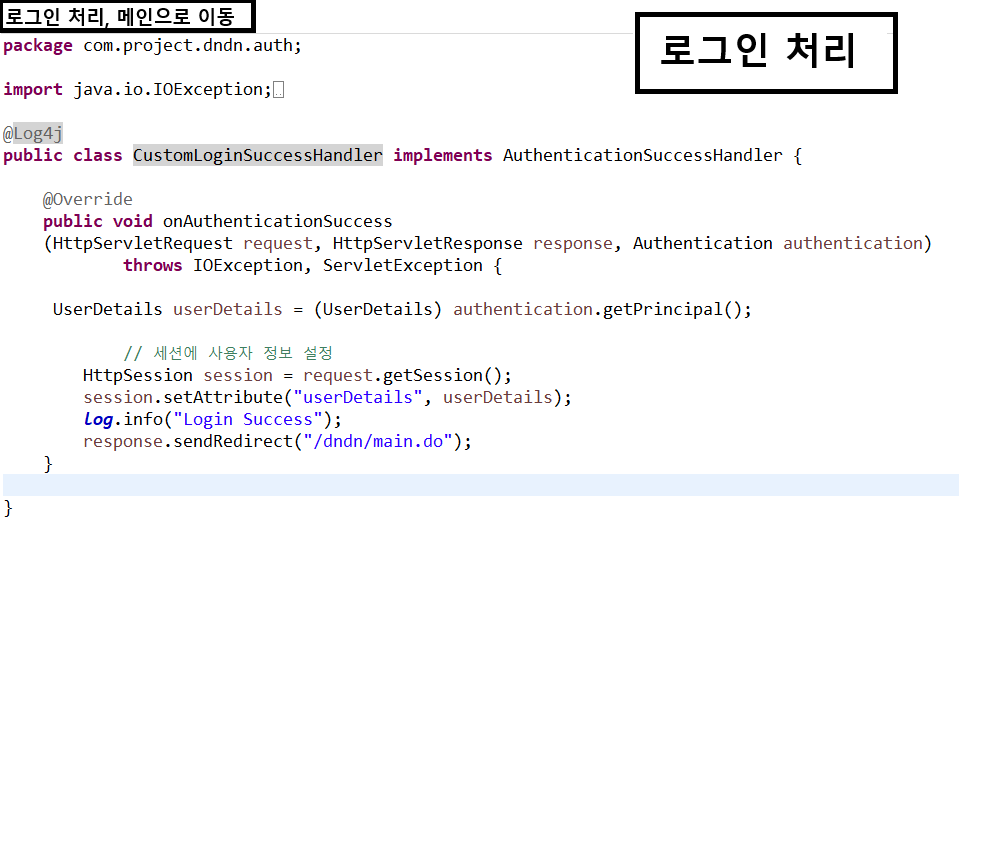 로그인 처리, 메인으로 이동
로그인 처리
package com.project.dndn.auth;
import java.io.IOException;
@Log4j
public class CustomLoginSuccessHandler implements AuthenticationSuccessHandler {
@Override
public void onAuthenticationSuccess
(HttpServletRequest request, HttpServletResponse response, Authentication authentication)
throws IOException, ServletException {
UserDetails userDetails = (UserDetails) authentication.getPrincipal();
// 세션에 사용자 정보 설정
HttpSession session = request.getSession();
session.setAttribute("userDetails", userDetails);
log.info("Login Success");
response.sendRedirect("/dndn/main.do");
}
}